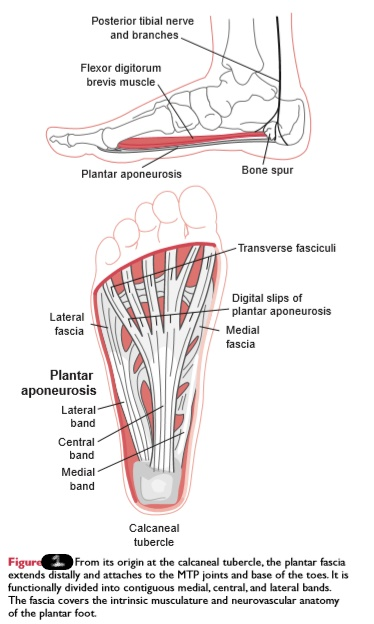 Posterior tibial nerve
and branches
Flexor digitorum
brevis muscle
Plantar aponeurosis
Bone spur
Transverse fasciculi
Digital slips of
plantar aponeurosis
Lateral
fascia
Medial
fascia
Plantar
aponeurosis
Lateral
band
Central
band
Medial
band
Calcaneal
tubercle
Figure 1 From its origin at the calcaneal tubercle, the plantar fascia
extends distally and attaches to the MTP joints and base of the toes. It is
functionally divided into contiguous medial, central, and lateral bands.
The fascia covers the intrinsic musculature and neurovascular anatomy
of the plantar foot.